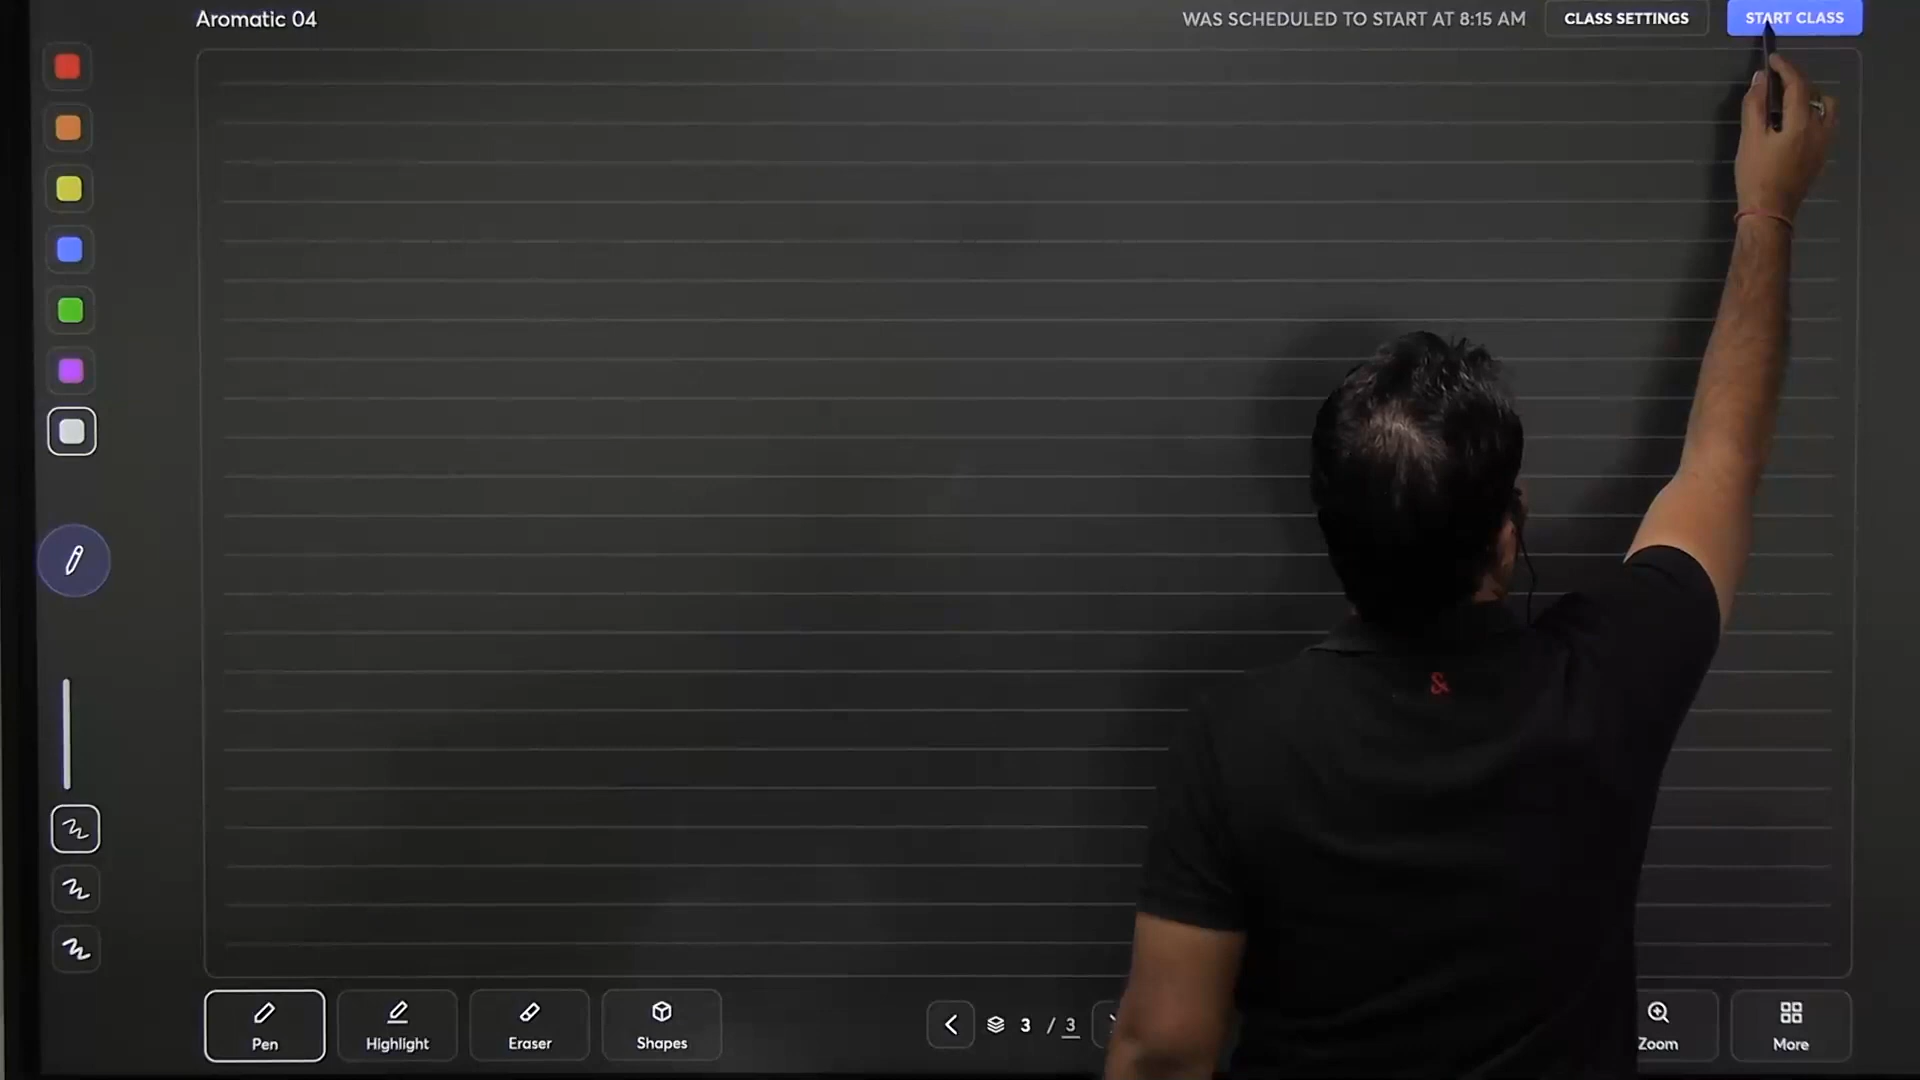 Aromatic 04
WAS SCHEDULED TO START AT 8:15 AM
CLASS SETTINGS
START CLASS
&
Pen
Highlight
Eraser
Shapes
3 / 3
Zoom
More